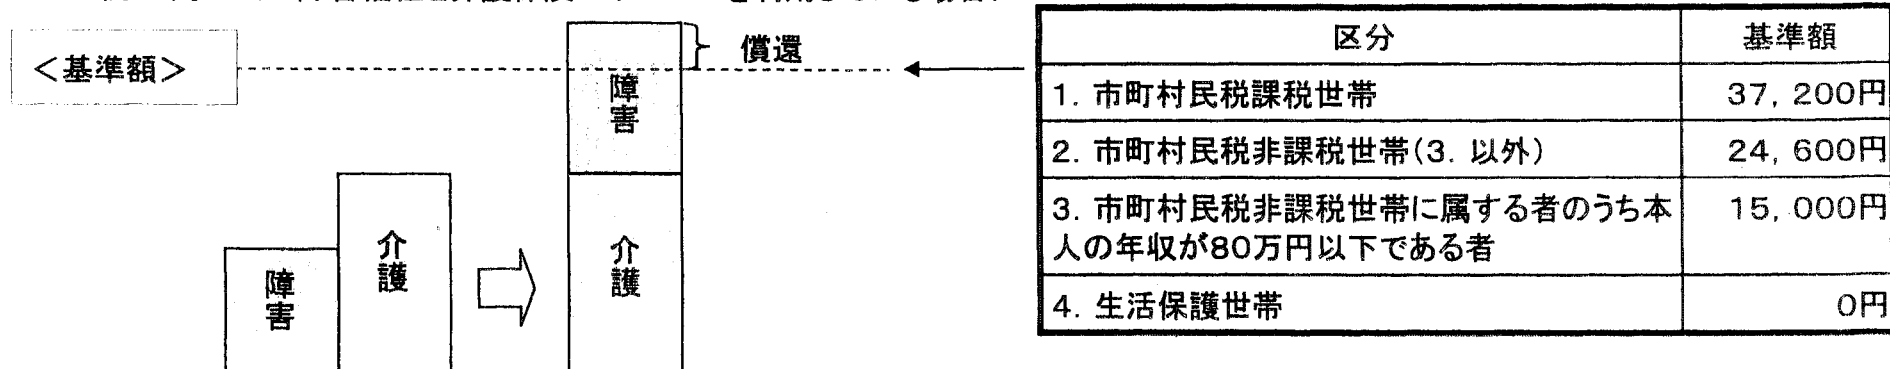 <基準額>
償還
障害
介護
障害
介護
区分 基準額
1. 市町村民税課税世帯 37, 200円
2. 市町村民税非課税世帯(3. 以外) 24, 600円
3. 市町村民税非課税世帯に属する者のうち本 15, 000円
人の年収が80万円以下である者
4. 生活保護世帯 0円